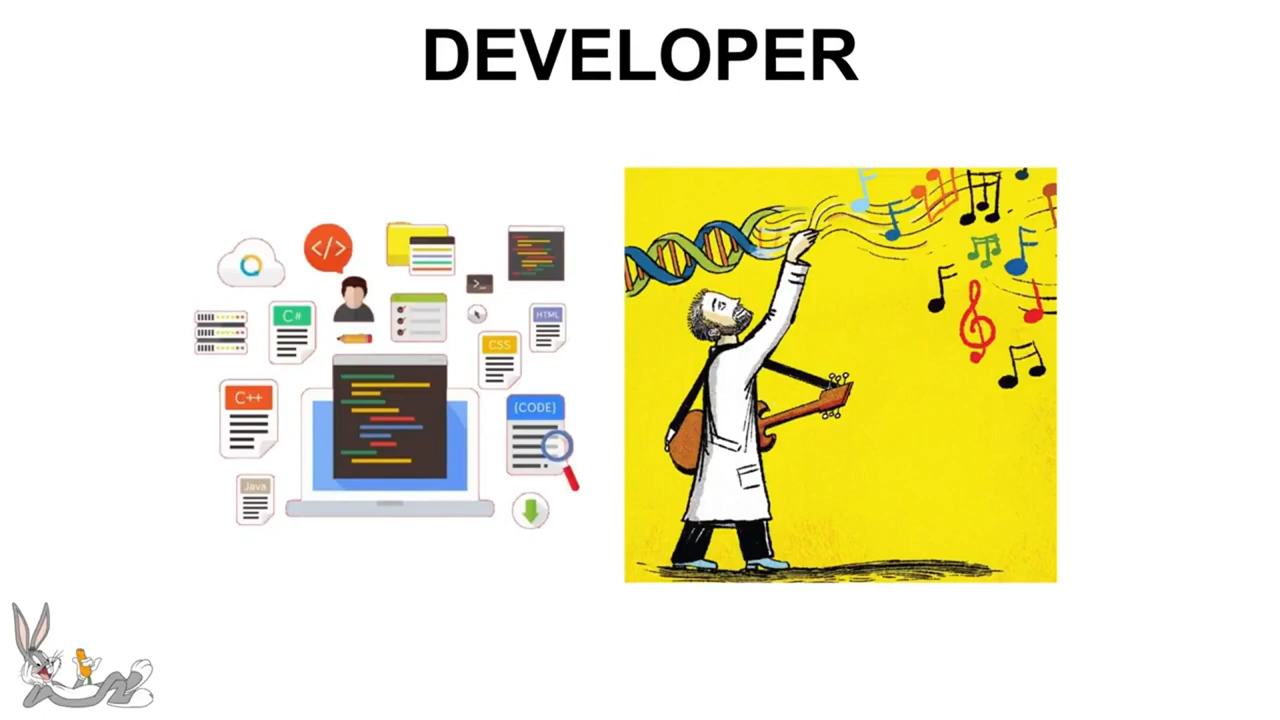 DEVELOPER
</>
>_
C#
HTML
CSS
C++
{CODE}
Java